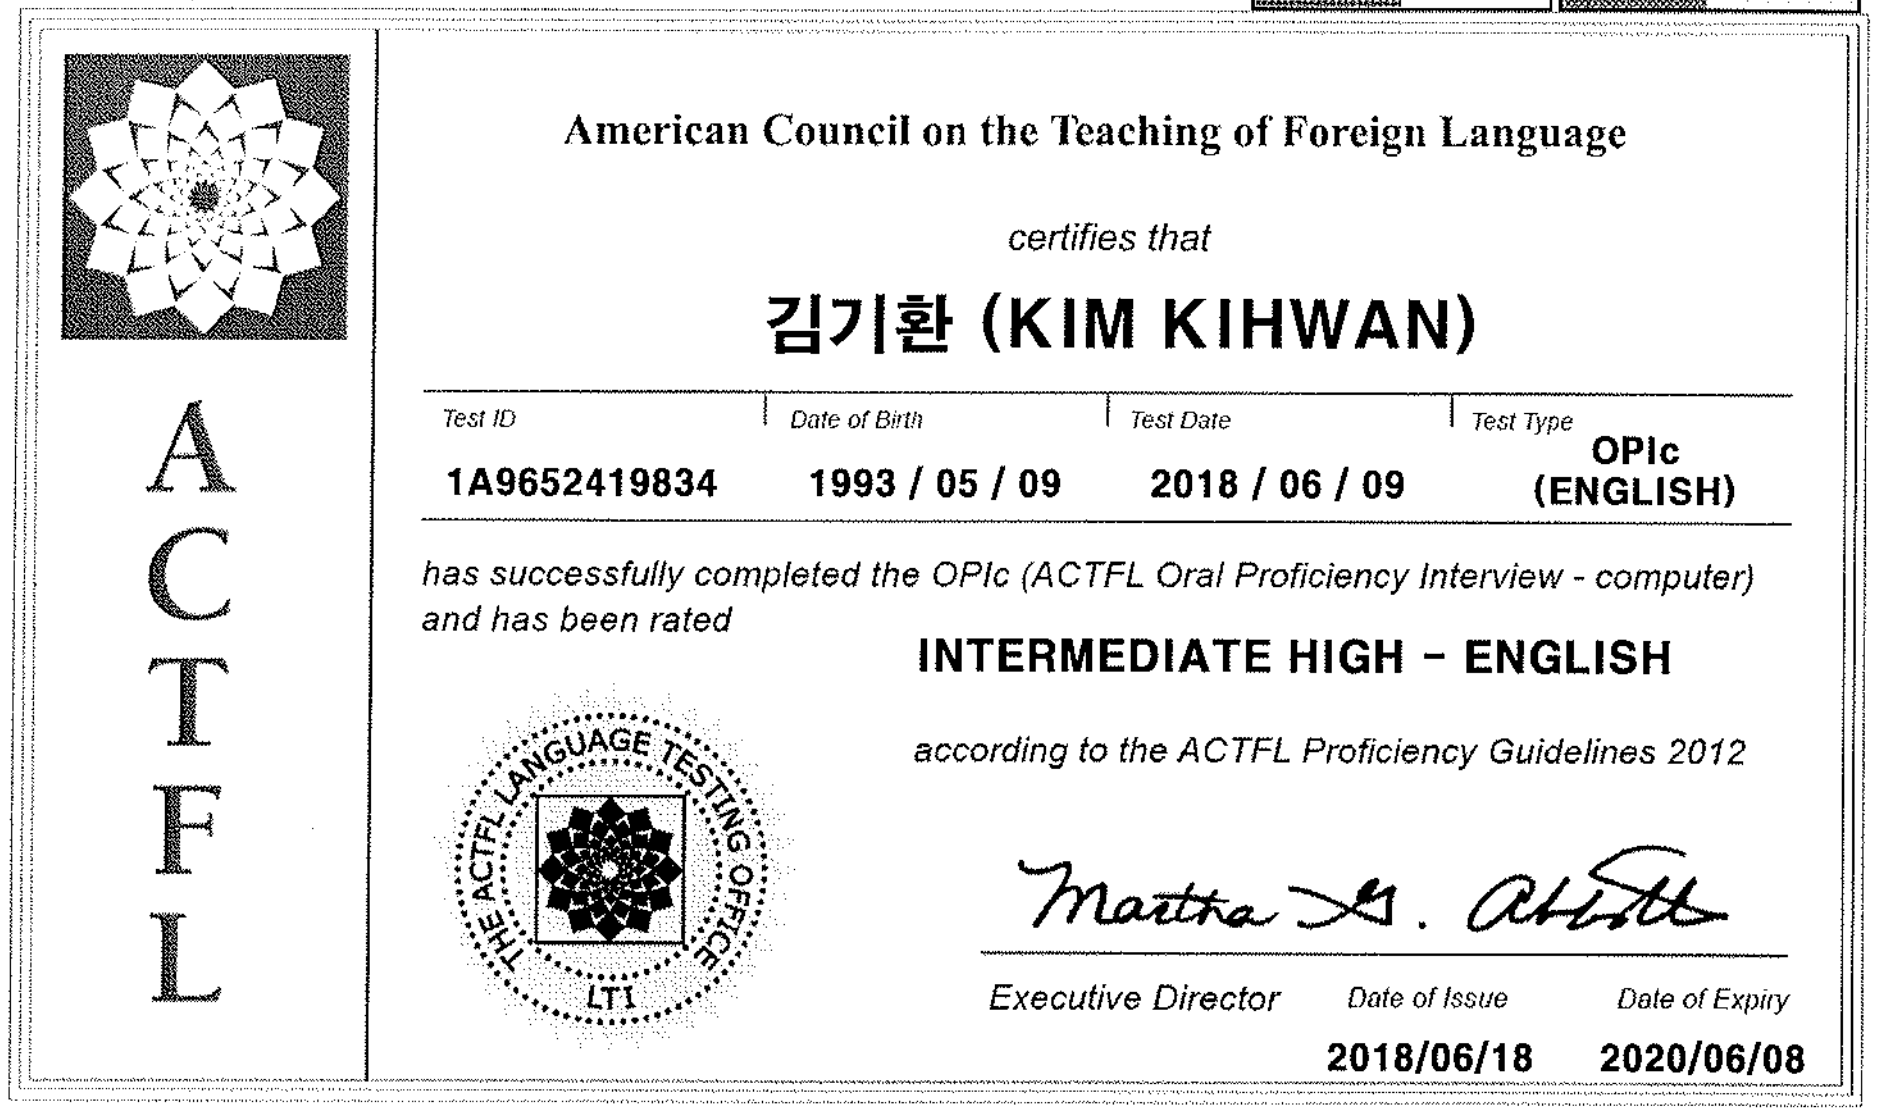 A
C
T
F
L
American Council on the Teaching of Foreign Language
certifies that
김기환 (KIM KIHWAN)
Test ID Date of Birth Test Date Test Type
1A9652419834 1993 / 05 / 09 2018 / 06 / 09 OPIc
(ENGLISH)
has successfully completed the OPIc (ACTFL Oral Proficiency Interview - computer)
and has been rated
INTERMEDIATE HIGH - ENGLISH
according to the ACTFL Proficiency Guidelines 2012
THE ACTFL LANGUAGE TESTING OFFICE
LTI
Martha G. Abbott
Executive Director Date of Issue Date of Expiry
2018/06/18 2020/06/08